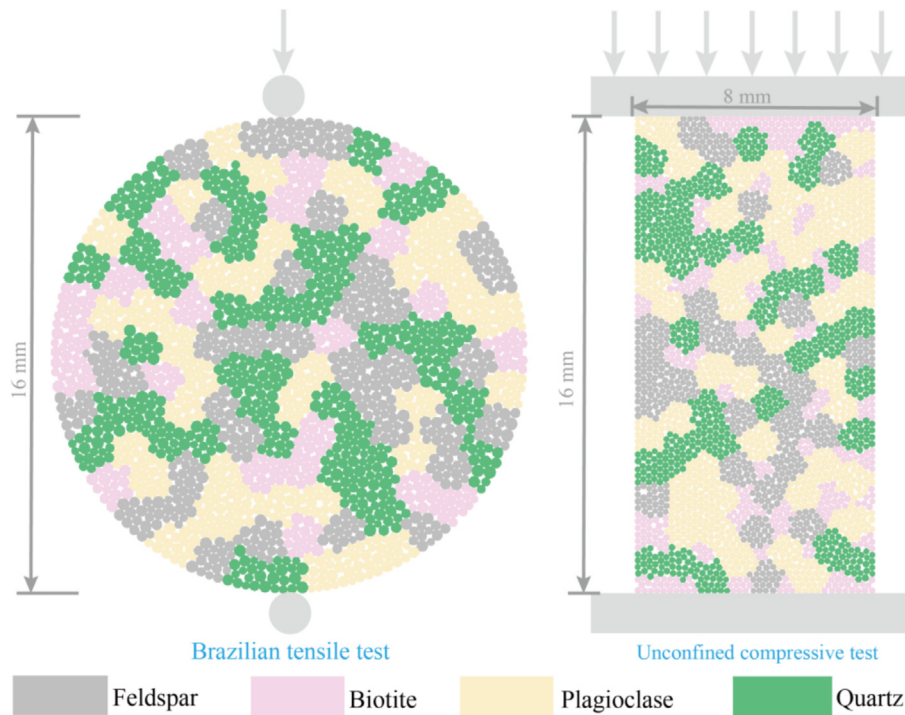 8 mm
16 mm
16 mm
Brazilian tensile test
Unconfined compressive test
Feldspar
Biotite
Plagioclase
Quartz